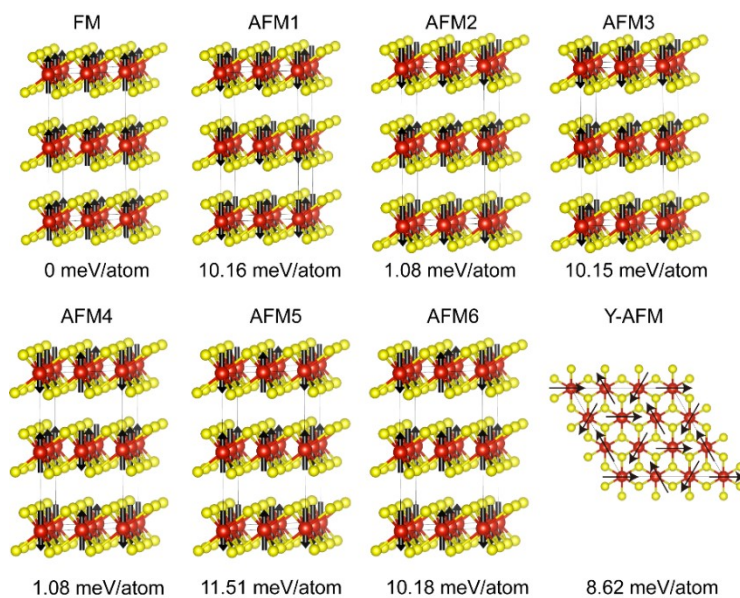 FM AFM1 AFM2 AFM3
0 meV/atom 10.16 meV/atom 1.08 meV/atom 10.15 meV/atom
AFM4 AFM5 AFM6 Y-AFM
1.08 meV/atom 11.51 meV/atom 10.18 meV/atom 8.62 meV/atom